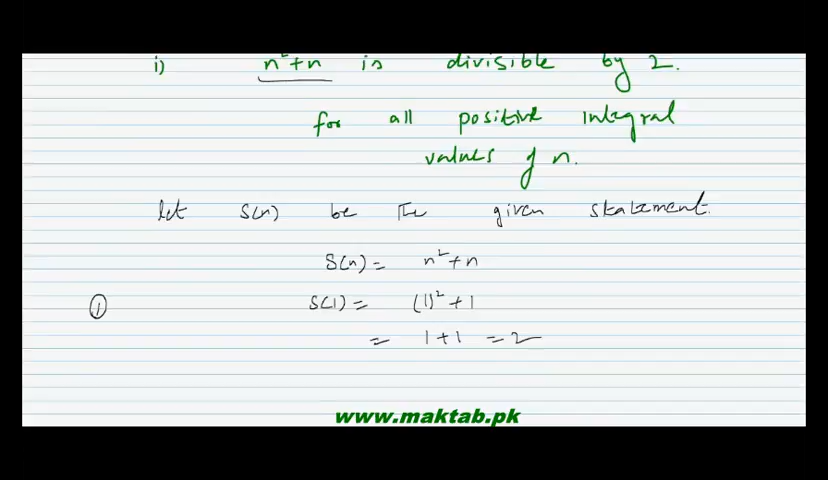 i) n²+n is divisible by 2.
for all positive integral
values of n.
let S(n) be the given statement.
S(n) = n²+n
① S(1) = (1)² + 1
= 1 + 1 = 2
www.maktab.pk